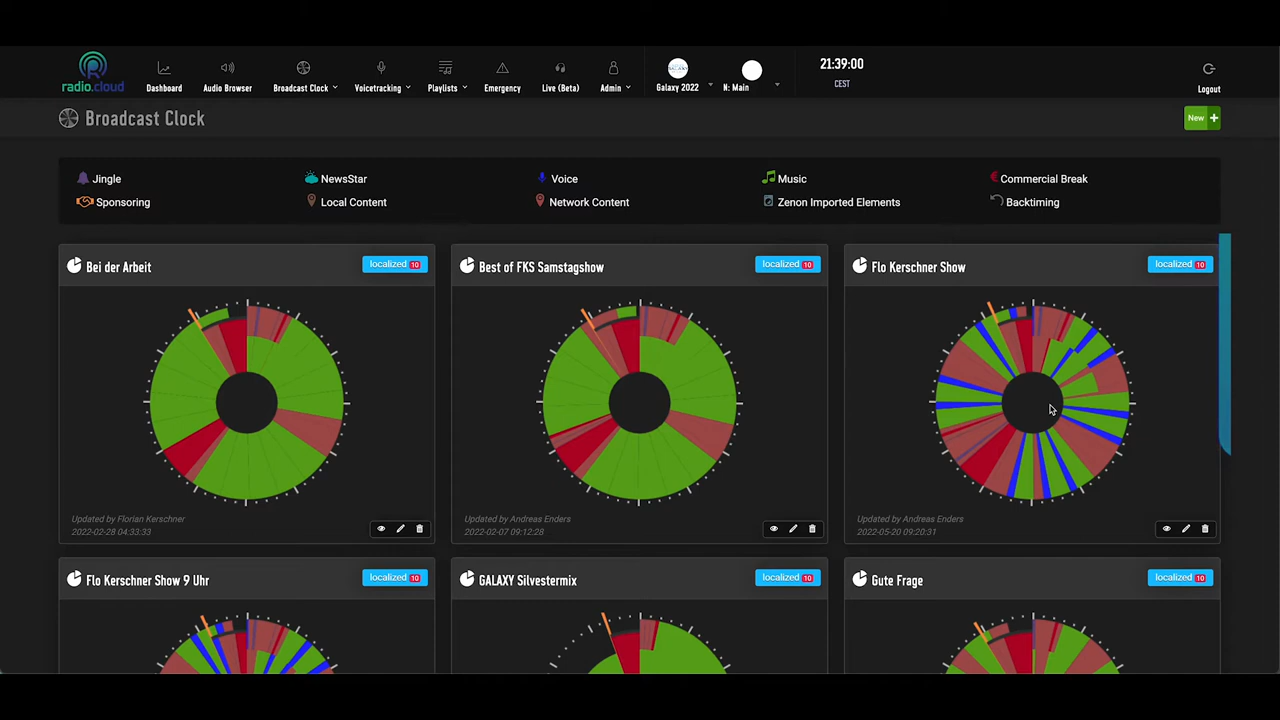 radio.cloud Dashboard Audio Browser Broadcast Clock Voicetracking Playlists Emergency Live (Beta) Admin Galaxy 2022 N: Main 21:39:00 CEST Logout
Broadcast Clock New +
Jingle NewsStar Voice Music Commercial Break
Sponsoring Local Content Network Content Zenon Imported Elements Backtiming
Bei der Arbeit localized 10
Best of FKS Samstagshow localized 10
Flo Kerschner Show localized 10
Updated by Florian Kerschner
2022-02-28 04:33:33
Updated by Andreas Enders
2022-02-07 09:12:28
Updated by Andreas Enders
2022-05-20 09:20:31
Flo Kerschner Show 9 Uhr localized 10
GALAXY Silvestermix localized 10
Gute Frage localized 10